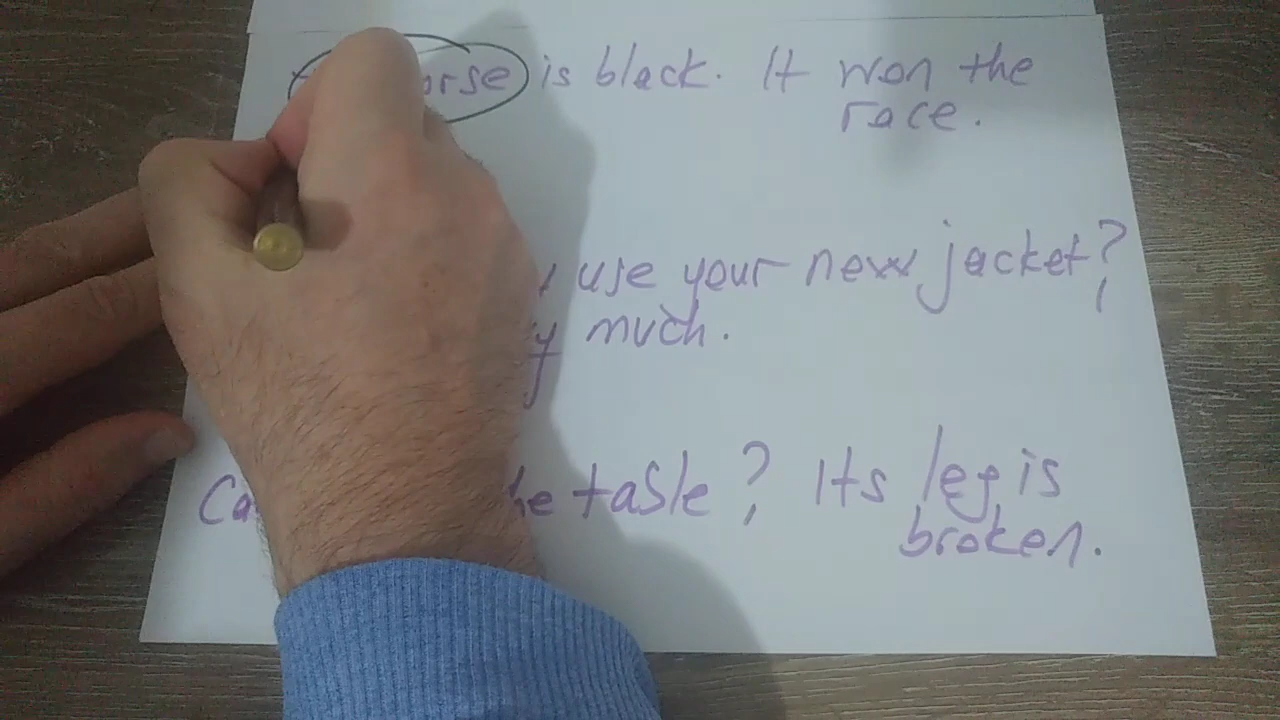 is black. It won the
race.
use your new jacket?
much.
the table? Its leg is
broken.